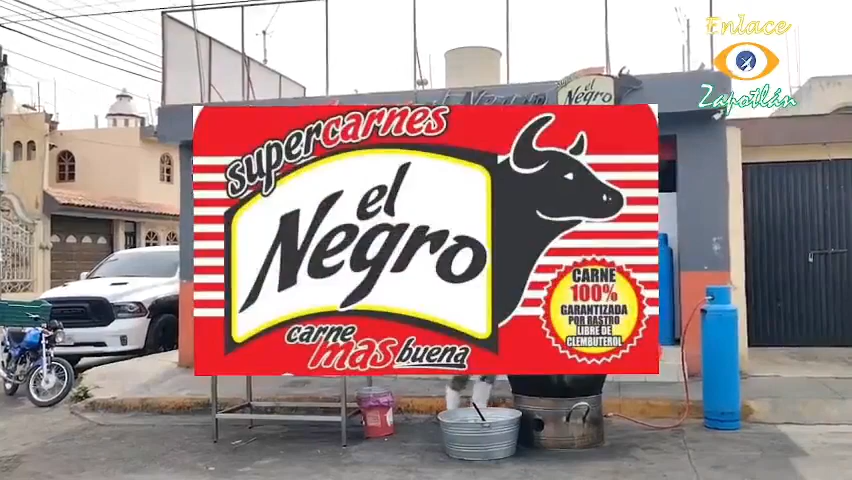 Enlace
Zapotlán
el
Negro
supercarnes
el
Negro
carne
mas buena
CARNE
100%
GARANTIZADA
POR RASTRO
LIBRE DE
CLEMBUTEROL